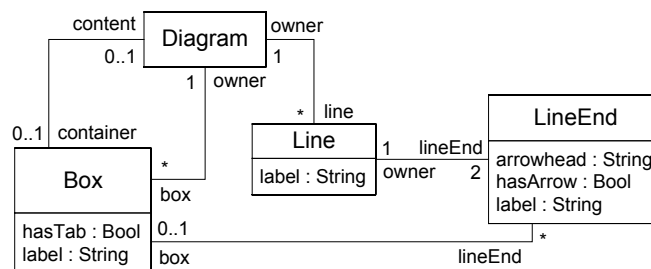 content
Diagram
owner
0..1
1
1
owner
0..1
container
*
line
*
box
Line
label : String
1
lineEnd
owner
2
LineEnd
arrowhead : String
hasArrow : Bool
label : String
Box
hasTab : Bool
label : String
0..1
box
*
lineEnd